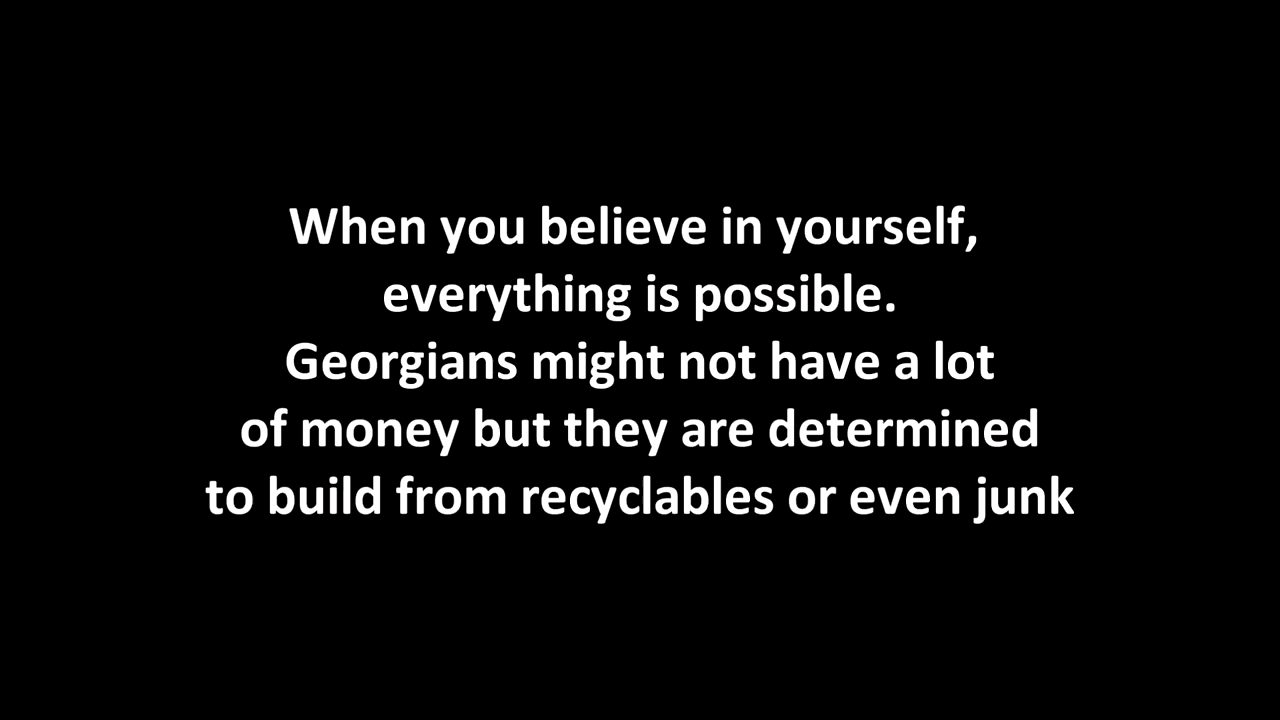 When you believe in yourself,
everything is possible.
Georgians might not have a lot
of money but they are determined
to build from recyclables or even junk